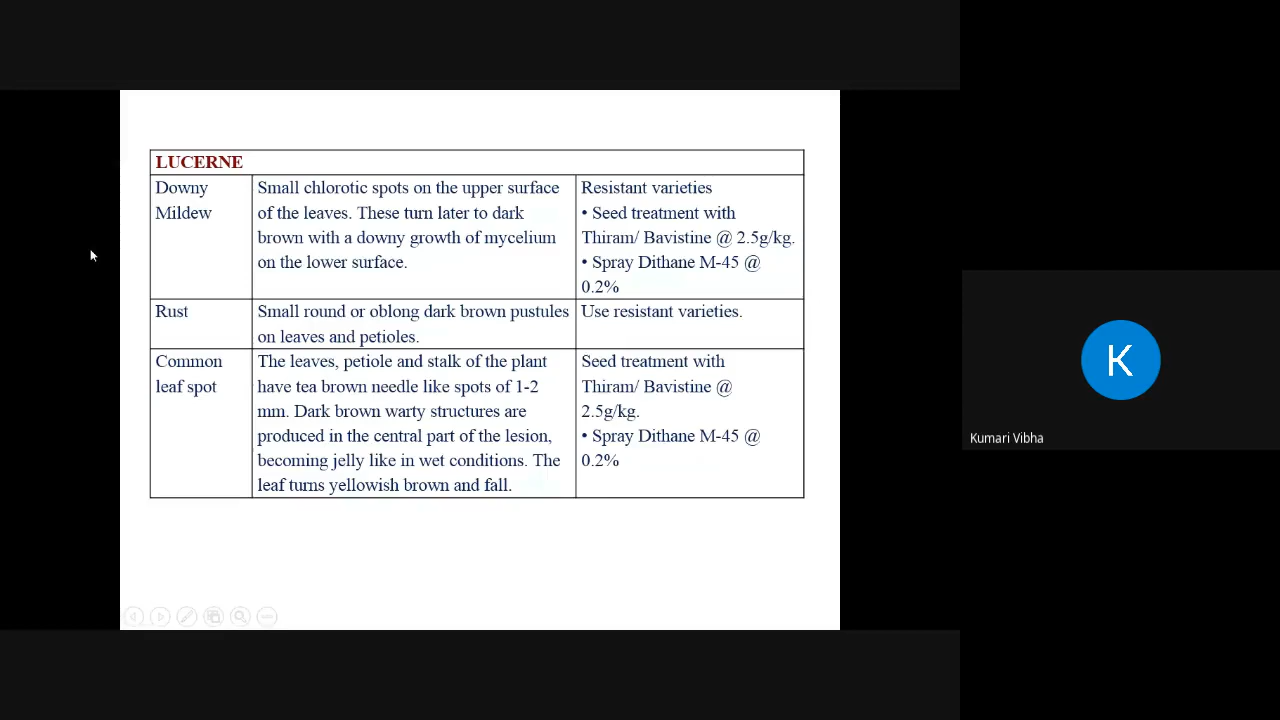 LUCERNE
Downy
Mildew
Small chlorotic spots on the upper surface
of the leaves. These turn later to dark
brown with a downy growth of mycelium
on the lower surface.
Resistant varieties
• Seed treatment with
Thiram/ Bavistine @ 2.5g/kg.
• Spray Dithane M-45 @
0.2%
Rust
Small round or oblong dark brown pustules
on leaves and petioles.
Use resistant varieties.
Common
leaf spot
The leaves, petiole and stalk of the plant
have tea brown needle like spots of 1-2
mm. Dark brown warty structures are
produced in the central part of the lesion,
becoming jelly like in wet conditions. The
leaf turns yellowish brown and fall.
Seed treatment with
Thiram/ Bavistine @
2.5g/kg.
• Spray Dithane M-45 @
0.2%
K
Kumari Vibha